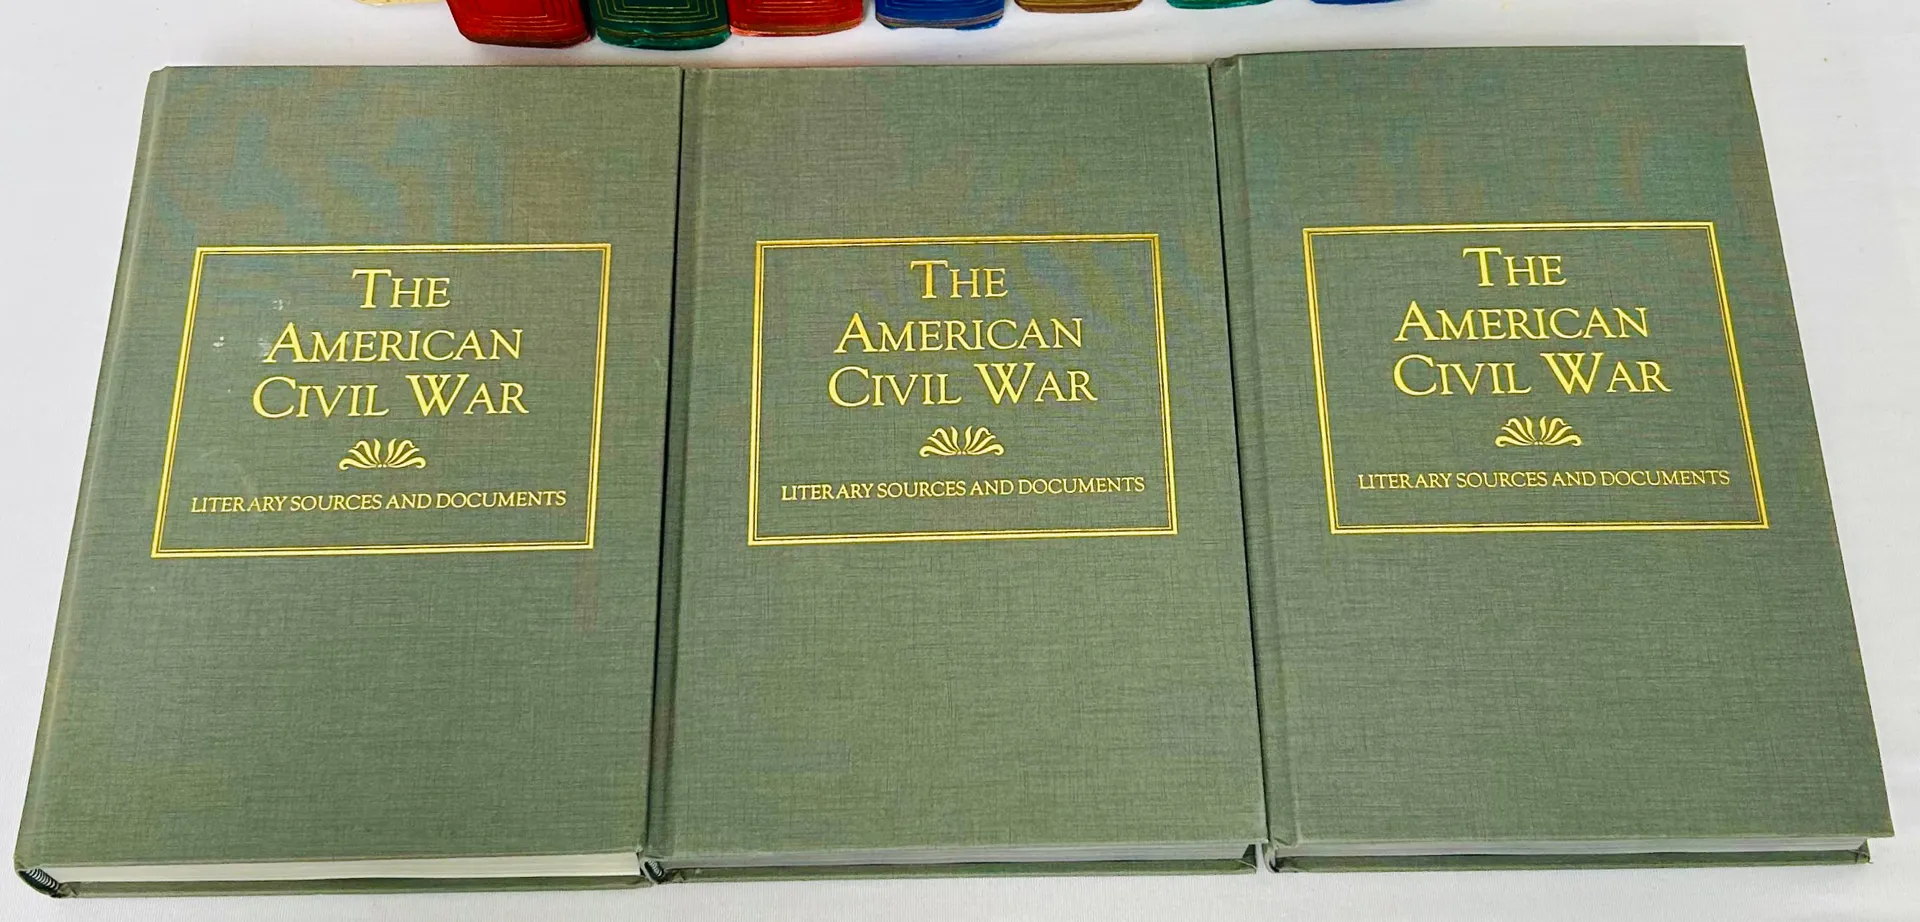 THE
AMERICAN
CIVIL WAR
LITERARY SOURCES AND DOCUMENTS
THE
AMERICAN
CIVIL WAR
LITERARY SOURCES AND DOCUMENTS
THE
AMERICAN
CIVIL WAR
LITERARY SOURCES AND DOCUMENTS